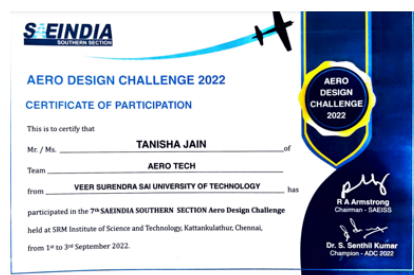 SAEINDIA
SOUTHERN SECTION
AERO DESIGN CHALLENGE 2022
CERTIFICATE OF PARTICIPATION
This is to certify that
Mr. / Ms. TANISHA JAIN of
Team AERO TECH
from VEER SURENDRA SAI UNIVERSITY OF TECHNOLOGY has
participated in the 7th SAEINDIA SOUTHERN SECTION Aero Design Challenge
held at SRM Institute of Science and Technology, Kattankulathur, Chennai,
from 1st to 3rd September 2022.
AERO
DESIGN
CHALLENGE
2022
R A Armstrong
Chairman - SAEISS
Dr. S. Senthil Kumar
Champion - ADC 2022